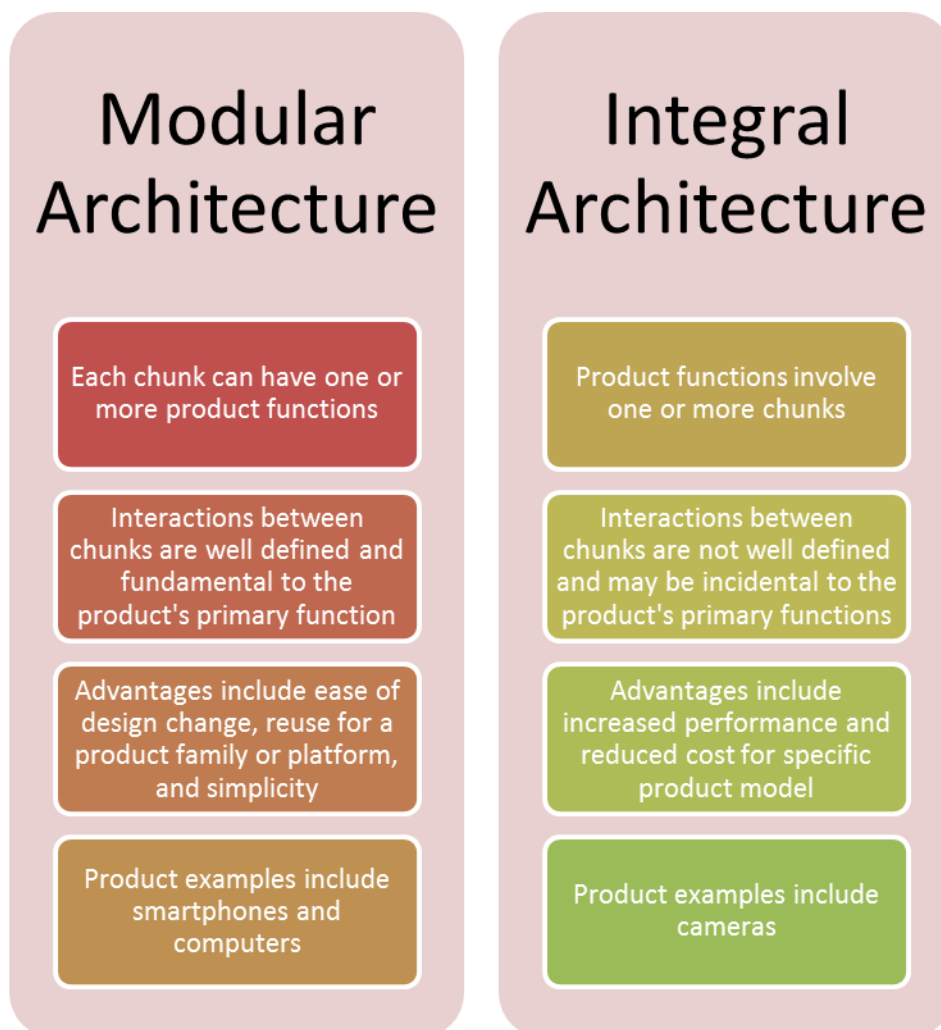 Modular
Architecture
Each chunk can have one or
more product functions
Interactions between
chunks are well defined and
fundamental to the
product's primary function
Advantages include ease of
design change, reuse for a
product family or platform,
and simplicity
Product examples include
smartphones and
computers
Integral
Architecture
Product functions involve
one or more chunks
Interactions between
chunks are not well defined
and may be incidental to the
product's primary functions
Advantages include
increased performance and
reduced cost for specific
product model
Product examples include
cameras